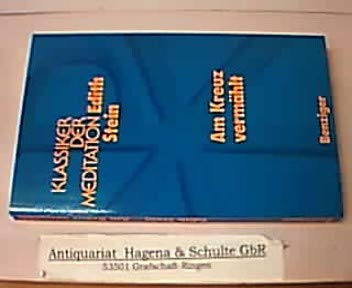 KLASSIKER
DER
MEDITATION
Edith
Stein
Am Kreuz
vermählt
Benziger
Antiquariat Hagena & Schulte GbR
53501 Grafschaft-Ringen